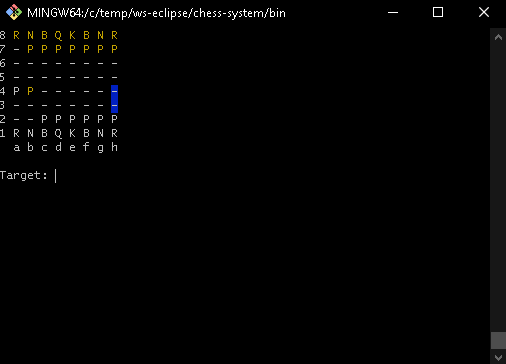 MINGW64:/c/temp/ws-eclipse/chess-system/bin
8 R N B Q K B N R
7 - P P P P P P P
6 - - - - - - - -
5 - - - - - - - -
4 P P - - - - - -
3 - - - - - - - -
2 - - P P P P P P
1 R N B Q K B N R
a b c d e f g h
Target: